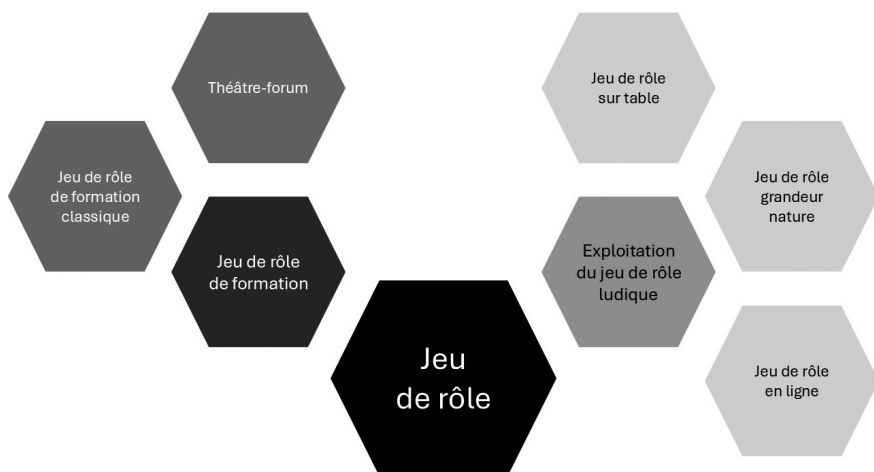 Théâtre-forum
Jeu de rôle
sur table
Jeu de rôle
de formation
classique
Jeu de rôle
grandeur
nature
Jeu de rôle
de formation
Exploitation
du jeu de rôle
ludique
Jeu
de rôle
Jeu de rôle
en ligne